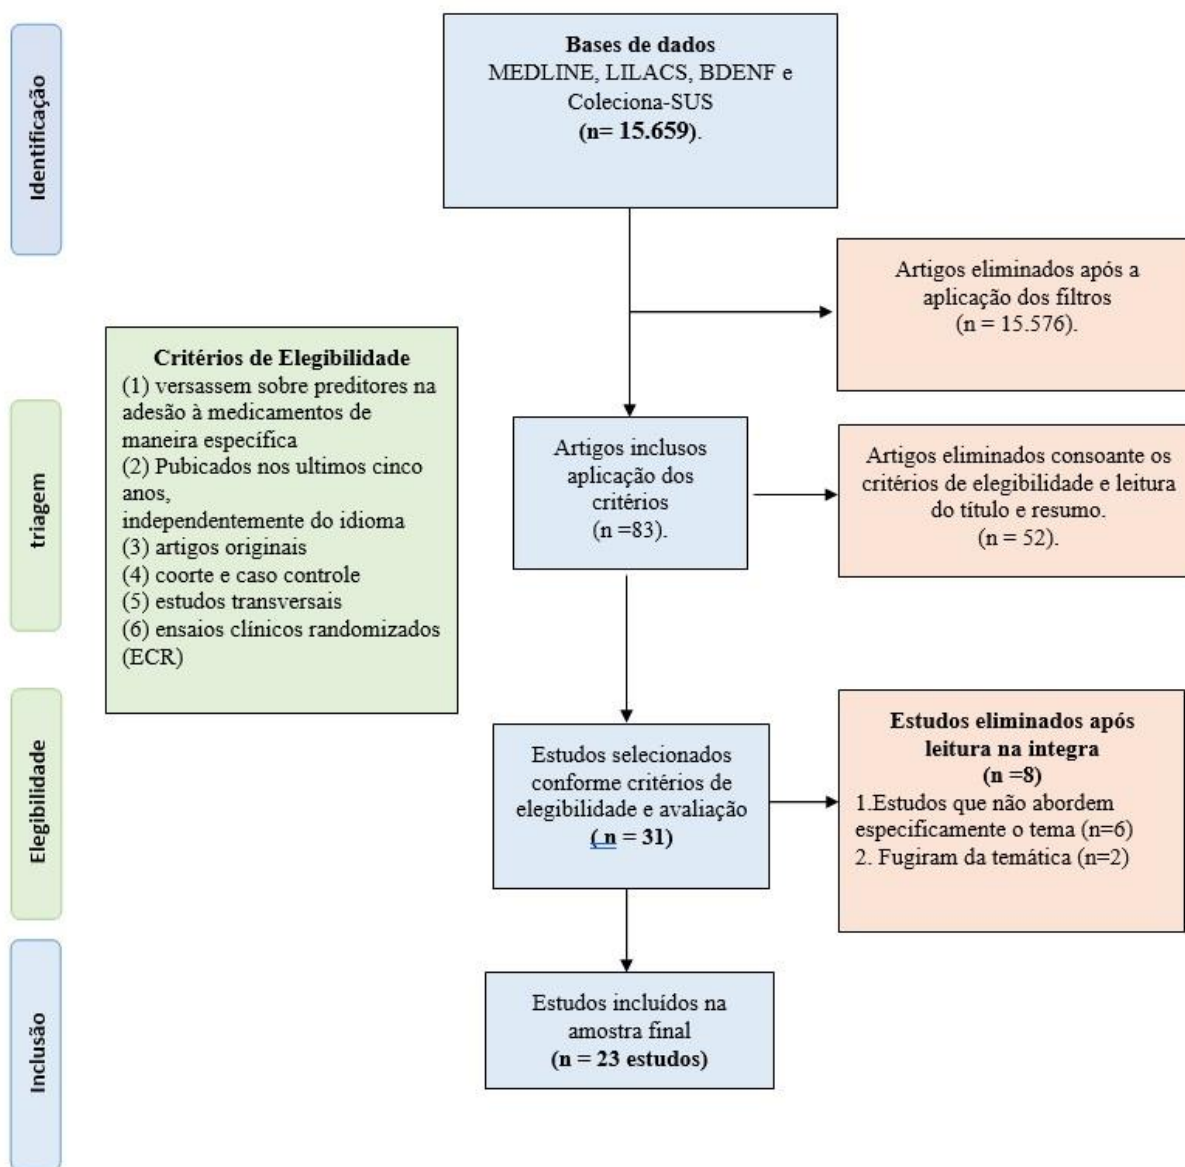 Identificação
Bases de dados
MEDLINE, LILACS, BDENF e
Coleciona-SUS
(n= 15.659).
Artigos eliminados após a
aplicação dos filtros
(n = 15.576).
Critérios de Elegibilidade
(1) versassem sobre preditores na
adesão à medicamentos de
maneira específica
(2) Pubicados nos ultimos cinco
anos,
independentemente do idioma
(3) artigos originais
(4) coorte e caso controle
(5) estudos transversais
(6) ensaios clínicos randomizados
(ECR)
triagem
Artigos inclusos
aplicação dos
critérios
(n =83).
Artigos eliminados consoante os
critérios de elegibilidade e leitura
do título e resumo.
(n = 52).
Elegibilidade
Estudos selecionados
conforme critérios de
elegibilidade e avaliação
( n = 31)
Estudos eliminados após
leitura na integra
(n =8)
1.Estudos que não abordem
especificamente o tema (n=6)
2. Fugiram da temática (n=2)
Inclusão
Estudos incluídos na
amostra final
(n = 23 estudos)